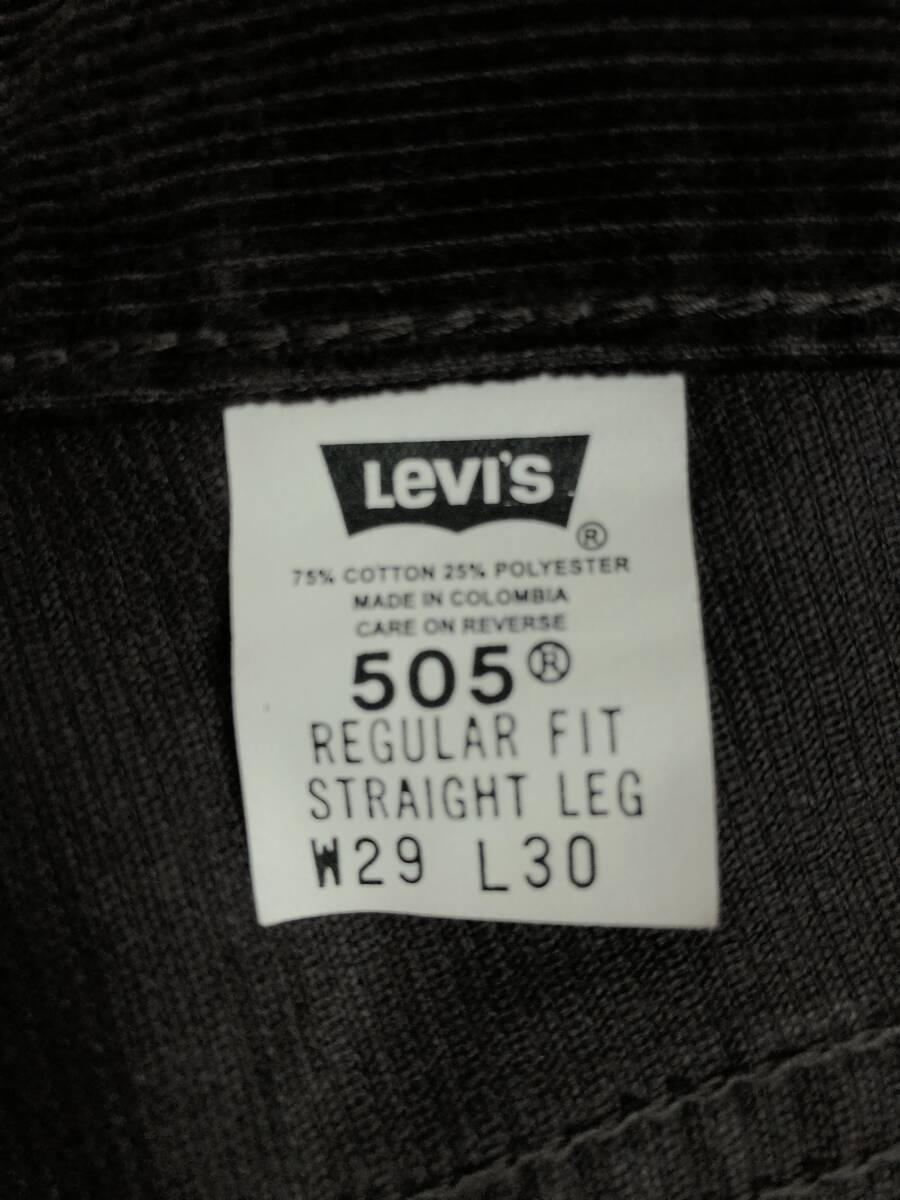 LEVI'S
®
75% COTTON 25% POLYESTER
MADE IN COLOMBIA
CARE ON REVERSE
505®
REGULAR FIT
STRAIGHT LEG
W29 L30